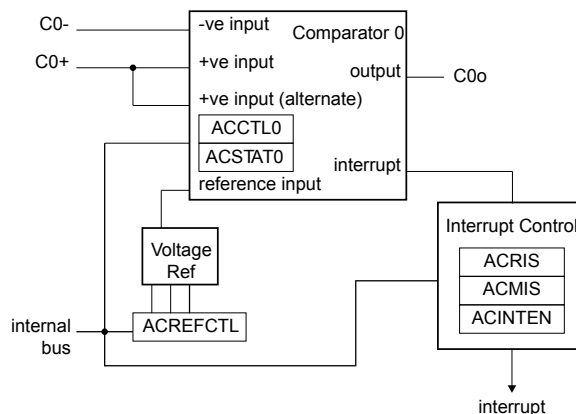 C0-
-ve input
Comparator 0
C0+
+ve input
output
C0o
+ve input (alternate)
ACCTL0
ACSTAT0
interrupt
reference input
Voltage
Ref
Interrupt Control
ACRIS
ACMIS
ACINTEN
internal
bus
ACREFCTL
interrupt